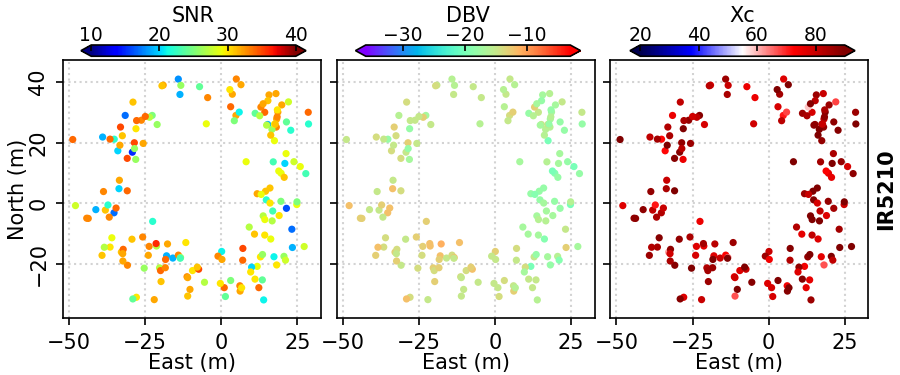 SNR DBV Xc
10 20 30 40 −30 −20 −10 20 40 60 80
40
20
0
−20
North (m)
IR5210
−50 −25 0 25 −50 −25 0 25 −50 −25 0 25
East (m) East (m) East (m)